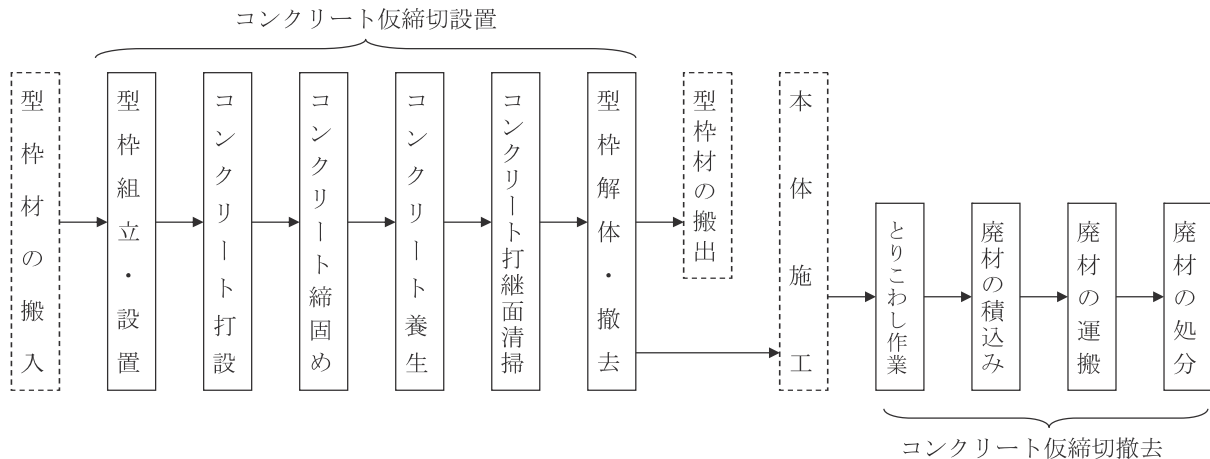 コンクリート仮締切設置
型枠材の搬入
型枠組立・設置
コンクリート打設
コンクリート締固め
コンクリート養生
コンクリート打継面清掃
型枠解体・撤去
型枠材の搬出
本体施工
とりこわし作業
廃材の積込み
廃材の運搬
廃材の処分
コンクリート仮締切撤去